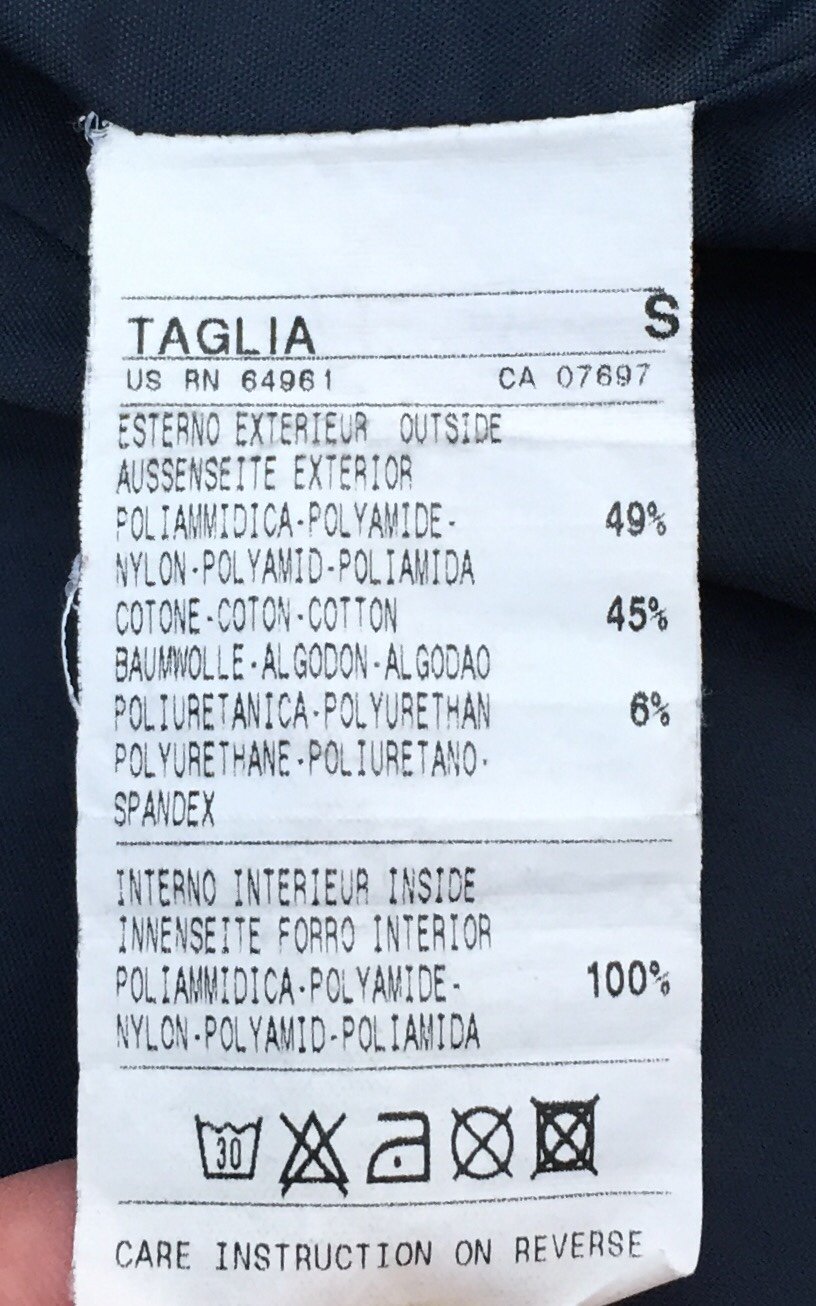 TAGLIA S
US RN 64961 CA 07697
ESTERNO EXTERIEUR OUTSIDE
AUSSENSEITE EXTERIOR
POLIAMMIDICA-POLYAMIDE- 49%
NYLON-POLYAMID-POLIAMIDA
COTONE-COTON-COTTON 45%
BAUMWOLLE-ALGODON-ALGODAO
POLIURETANICA-POLYURETHAN 6%
POLYURETHANE-POLIURETANO-
SPANDEX
INTERNO INTERIEUR INSIDE
INNENSEITE FORRO INTERIOR
POLIAMMIDICA-POLYAMIDE- 100%
NYLON-POLYAMID-POLIAMIDA
30
CARE INSTRUCTION ON REVERSE